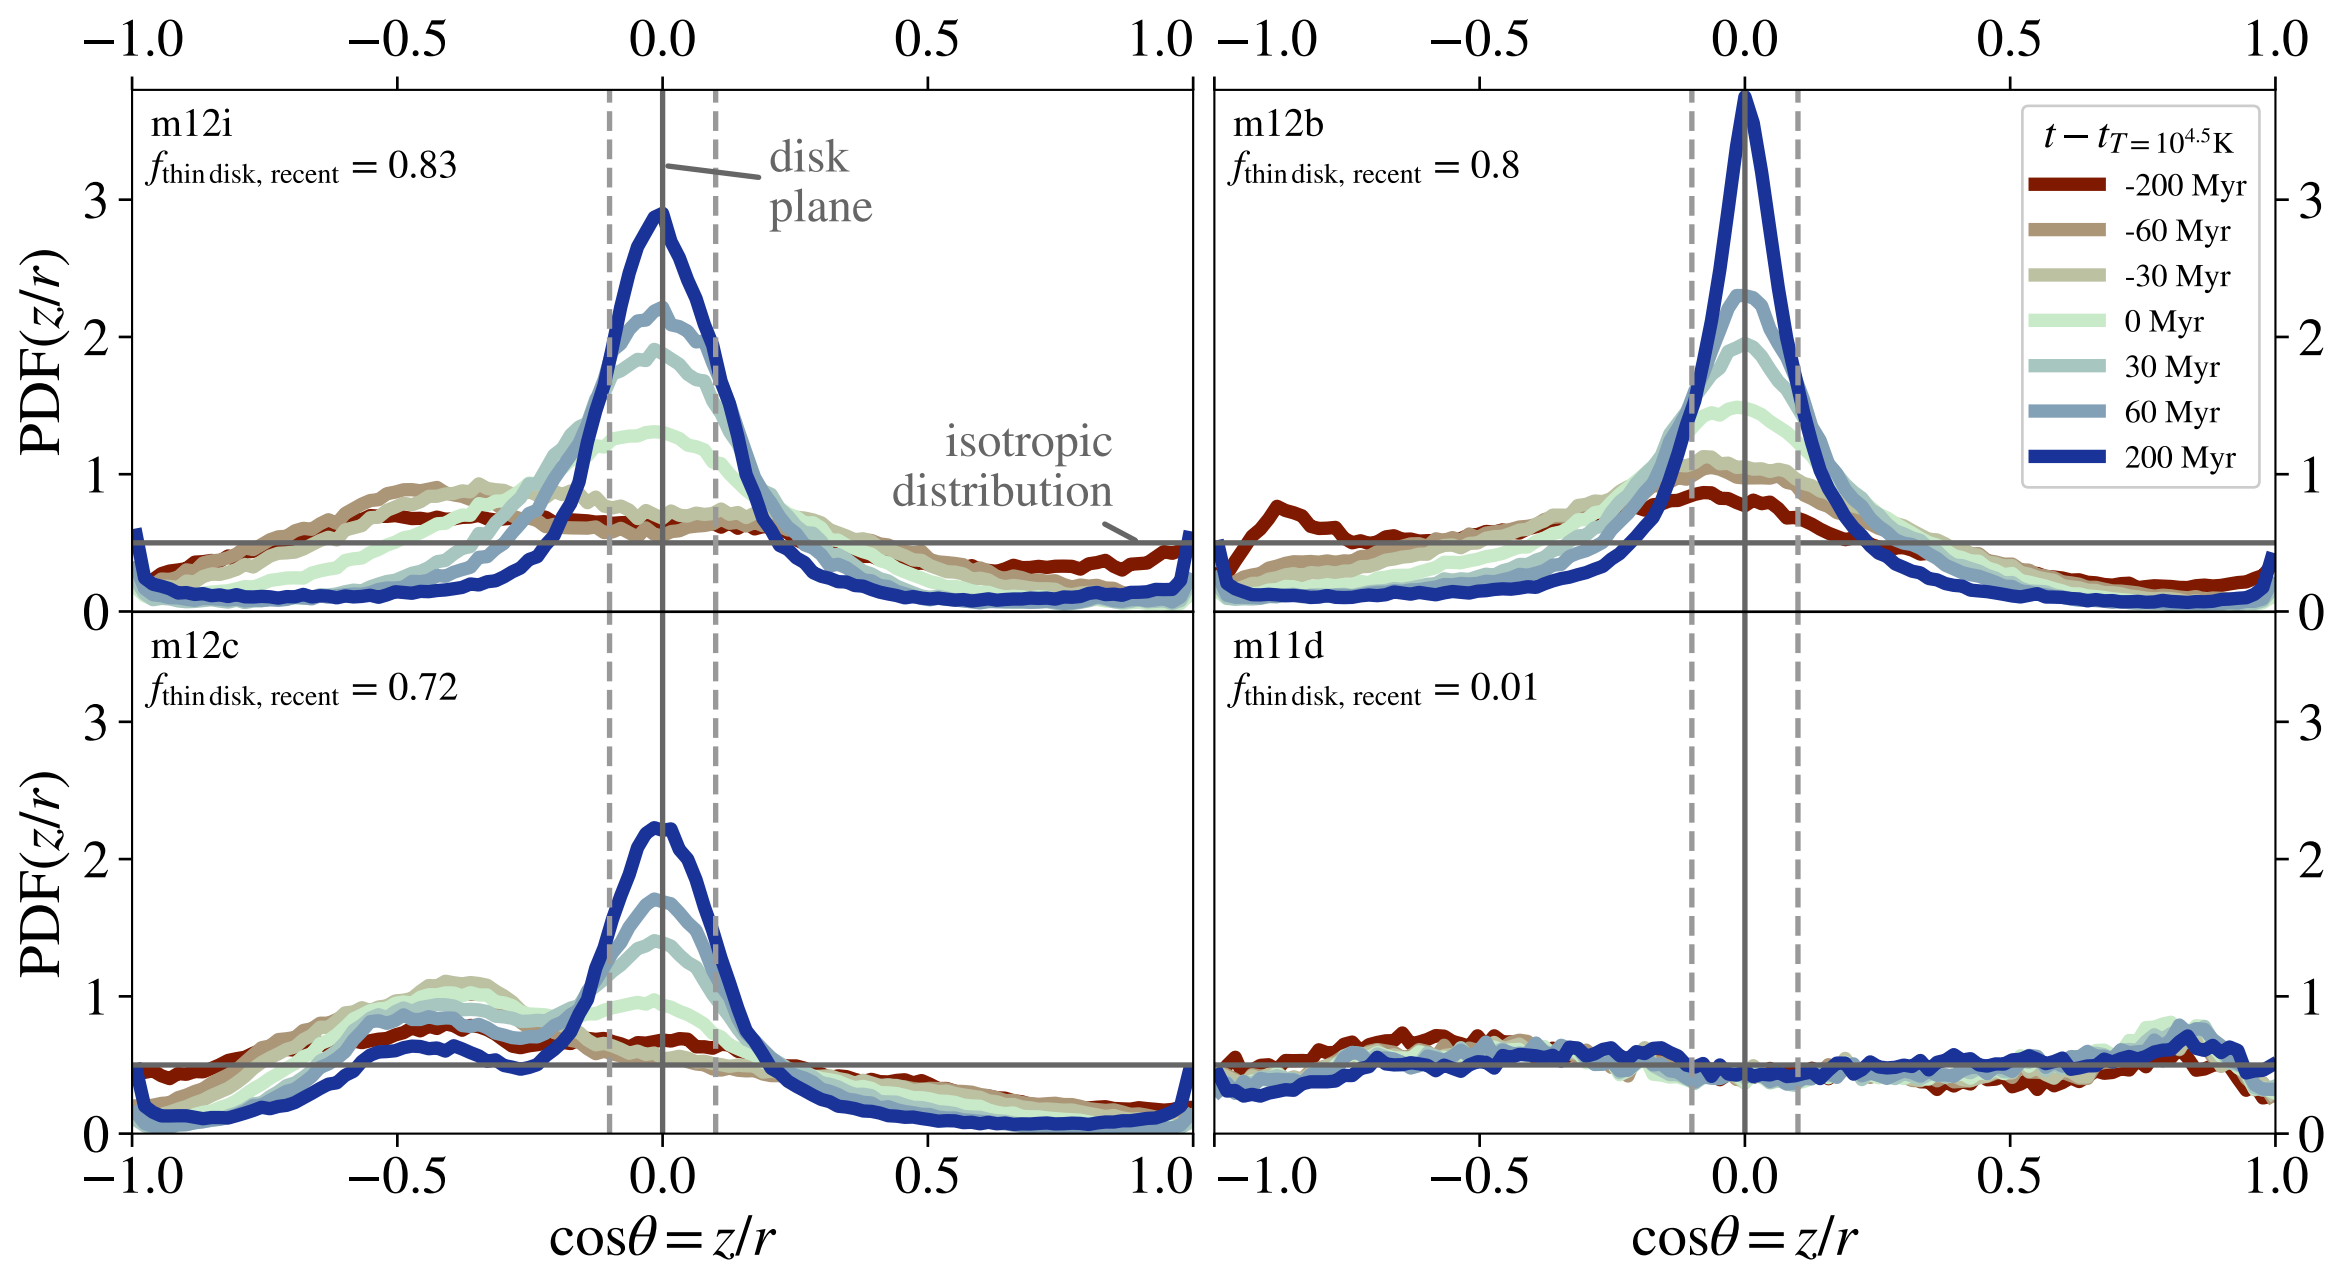 −1.0 −0.5 0.0 0.5 1.0 −1.0 −0.5 0.0 0.5 1.0
m12i
f_thin disk, recent = 0.83
disk
plane
isotropic
distribution
PDF(z/r)
3
2
1
0
m12b
f_thin disk, recent = 0.8
t − t_T=10^4.5K
-200 Myr
-60 Myr
-30 Myr
0 Myr
30 Myr
60 Myr
200 Myr
3
2
1
0
m12c
f_thin disk, recent = 0.72
PDF(z/r)
3
2
1
0
m11d
f_thin disk, recent = 0.01
3
2
1
0
−1.0 −0.5 0.0 0.5 1.0 −1.0 −0.5 0.0 0.5 1.0
cosθ = z/r
cosθ = z/r